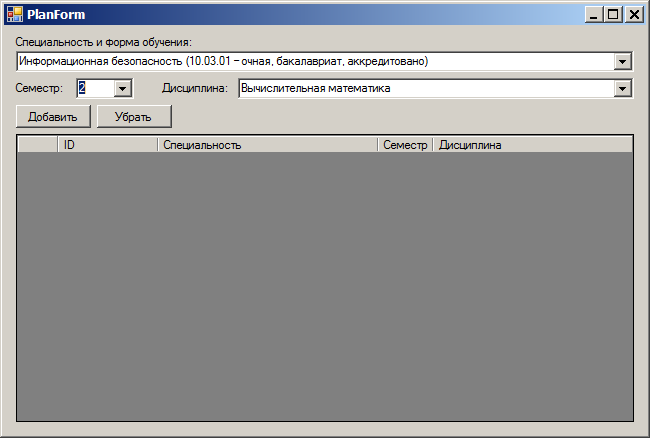 PlanForm
Специальность и форма обучения:
Информационная безопасность (10.03.01 – очная, бакалавриат, аккредитовано)
Семестр: 2 Дисциплина: Вычислительная математика
Добавить Убрать
ID Специальность Семестр Дисциплина